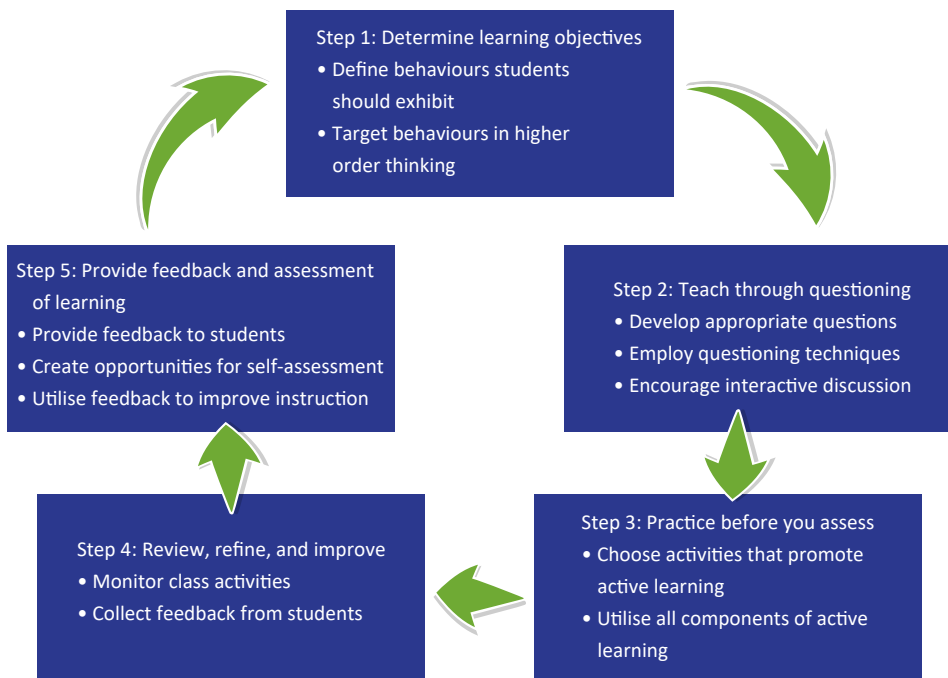 Step 1: Determine learning objectives
• Define behaviours students
should exhibit
• Target behaviours in higher
order thinking
Step 2: Teach through questioning
• Develop appropriate questions
• Employ questioning techniques
• Encourage interactive discussion
Step 3: Practice before you assess
• Choose activities that promote
active learning
• Utilise all components of active
learning
Step 4: Review, refine, and improve
• Monitor class activities
• Collect feedback from students
Step 5: Provide feedback and assessment
of learning
• Provide feedback to students
• Create opportunities for self-assessment
• Utilise feedback to improve instruction